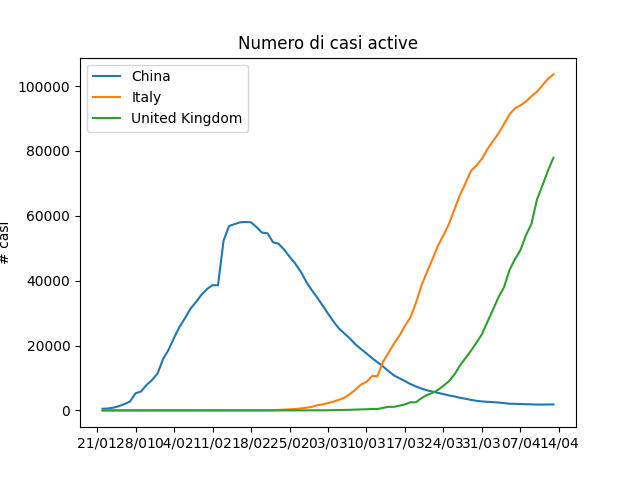 Numero di casi active
China
Italy
United Kingdom
# casi
100000
80000
60000
40000
20000
0
21/01 28/01 04/02 11/02 18/02 25/02 03/03 10/03 17/03 24/03 31/03 07/04 14/04